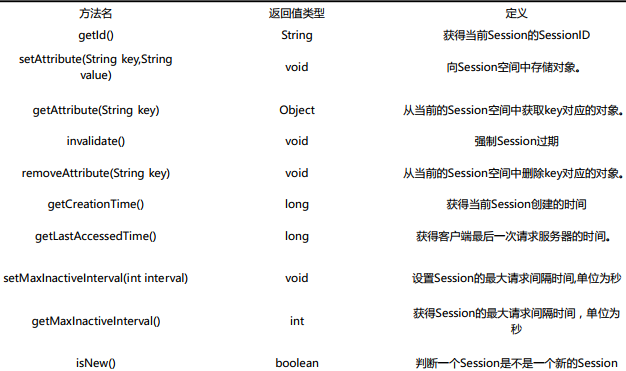 方法名 返回值类型 定义
getId() String 获得当前Session的SessionID
setAttribute(String key,String
value) void 向Session空间中存储对象。
getAttribute(String key) Object 从当前的Session空间中获取key对应的对象。
invalidate() void 强制Session过期
removeAttribute(String key) void 从当前的Session空间中删除key对应的对象。
getCreationTime() long 获得当前Session创建的时间
getLastAccessedTime() long 获得客户端最后一次请求服务器的时间。
setMaxInactiveInterval(int interval) void 设置Session的最大请求间隔时间,单位为秒
getMaxInactiveInterval() int 获得Session的最大请求间隔时间，单位为
秒
isNew() boolean 判断一个Session是不是一个新的Session